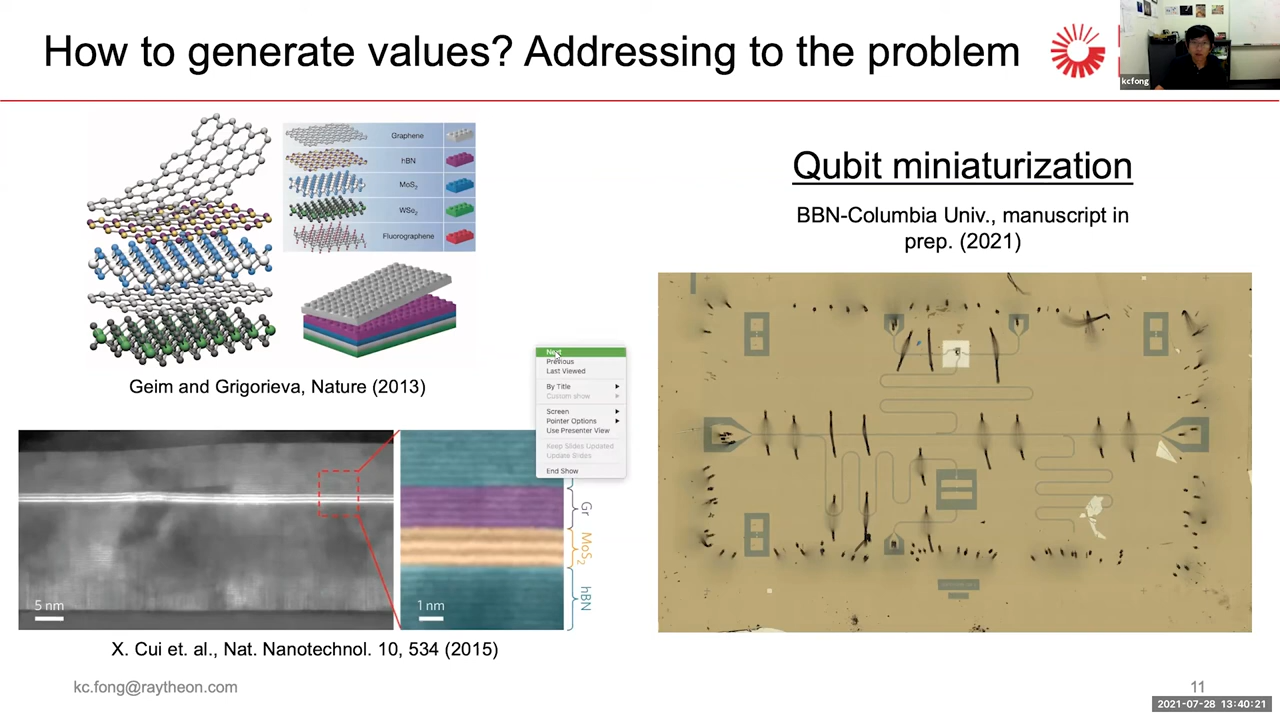 How to generate values? Addressing to the problem
kcfong
Graphene
hBN
MoS₂
WSe₂
Fluorographene
Geim and Grigorieva, Nature (2013)
Qubit miniaturization
BBN-Columbia Univ., manuscript in
prep. (2021)
Next
Previous
Last Viewed
By Title
Custom show
Screen
Pointer Options
Use Presenter View
Keep Slides Updated
Update Slides
End Show
5 nm
1 nm
Gr
MoS₂
hBN
X. Cui et. al., Nat. Nanotechnol. 10, 534 (2015)
kc.fong@raytheon.com
11
2021-07-28 13:40:21